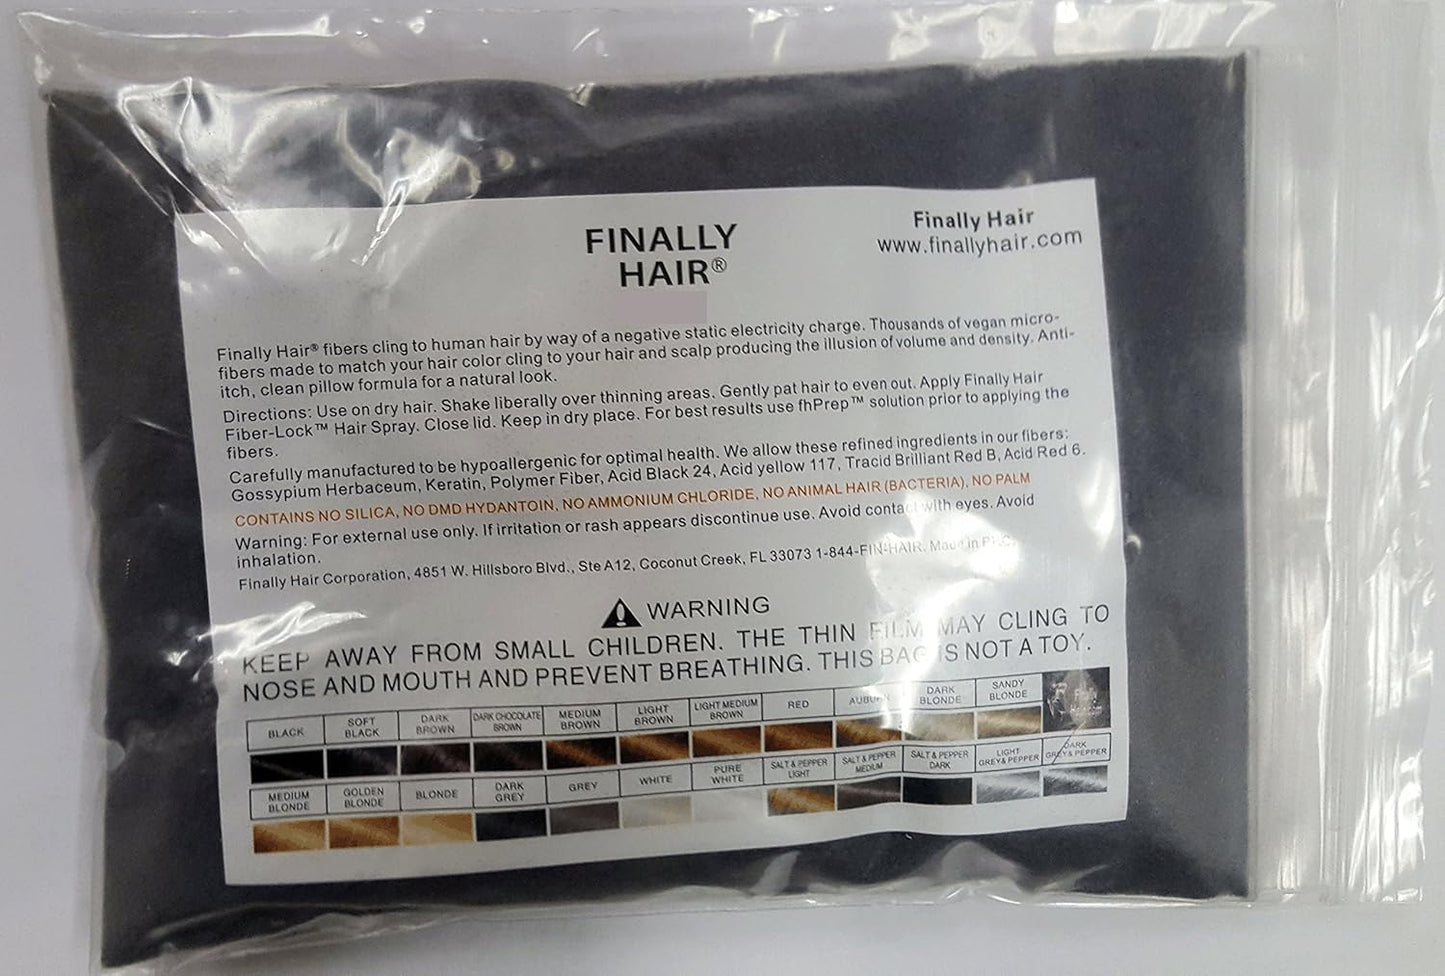 FINALLY
HAIR®
Finally Hair
www.finallyhair.com
Finally Hair® fibers cling to human hair by way of a negative static electricity charge. Thousands of vegan micro-
fibers made to match your hair color cling to your hair and scalp producing the illusion of volume and density. Anti-
itch, clean pillow formula for a natural look.
Directions: Use on dry hair. Shake liberally over thinning areas. Gently pat hair to even out. Apply Finally Hair
Fiber-Lock™ Hair Spray. Close lid. Keep in dry place. For best results use fhPrep™ solution prior to applying the
fibers.
Carefully manufactured to be hypoallergenic for optimal health. We allow these refined ingredients in our fibers:
Gossypium Herbaceum, Keratin, Polymer Fiber, Acid Black 24, Acid yellow 117, Tracid Brilliant Red B, Acid Red 6.
CONTAINS NO SILICA, NO DMD HYDANTOIN, NO AMMONIUM CHLORIDE, NO ANIMAL HAIR (BACTERIA), NO PALM
Warning: For external use only. If irritation or rash appears discontinue use. Avoid contact with eyes. Avoid
inhalation.
Finally Hair Corporation, 4851 W. Hillsboro Blvd., Ste A12, Coconut Creek, FL 33073 1-844-FIN-HAIR. Made in
WARNING
KEEP AWAY FROM SMALL CHILDREN. THE THIN FILM MAY CLING TO
NOSE AND MOUTH AND PREVENT BREATHING. THIS BAG IS NOT A TOY.
BLACK
SOFT
BLACK
DARK
BROWN
DARK CHOCOLATE
BROWN
MEDIUM
BROWN
LIGHT
BROWN
LIGHT MEDIUM
BROWN
RED
AUBURN
DARK
BLONDE
SANDY
BLONDE
MEDIUM
BLONDE
GOLDEN
BLONDE
BLONDE
DARK
GREY
GREY
WHITE
PURE
WHITE
SALT & PEPPER
LIGHT
SALT & PEPPER
MEDIUM
SALT & PEPPER
DARK
LIGHT
GREY & PEPPER
DARK
GREY & PEPPER